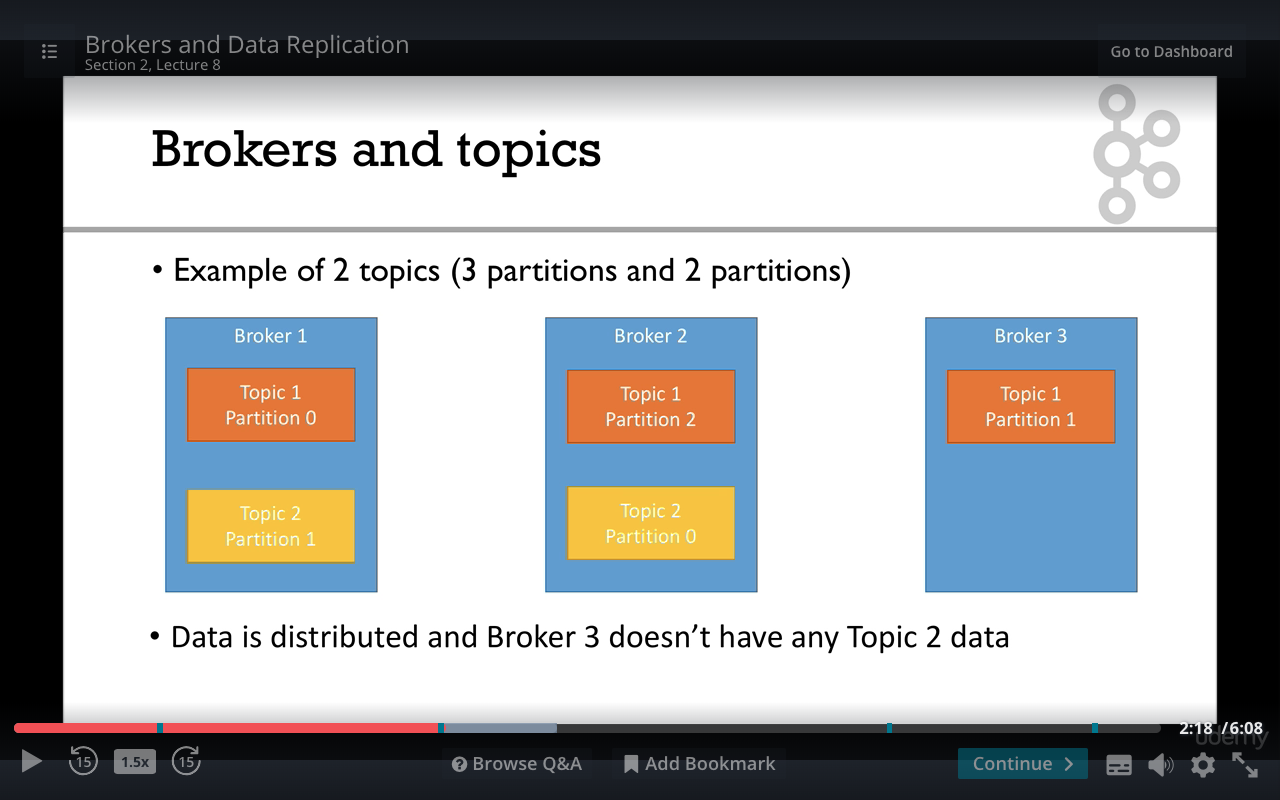 Brokers and Data Replication
Section 2, Lecture 8
Go to Dashboard
Brokers and topics
• Example of 2 topics (3 partitions and 2 partitions)
Broker 1
Topic 1
Partition 0
Topic 2
Partition 1
Broker 2
Topic 1
Partition 2
Topic 2
Partition 0
Broker 3
Topic 1
Partition 1
• Data is distributed and Broker 3 doesn’t have any Topic 2 data
2:18 /6:08
udemy
15
1.5x
15
? Browse Q&A
Add Bookmark
Continue >